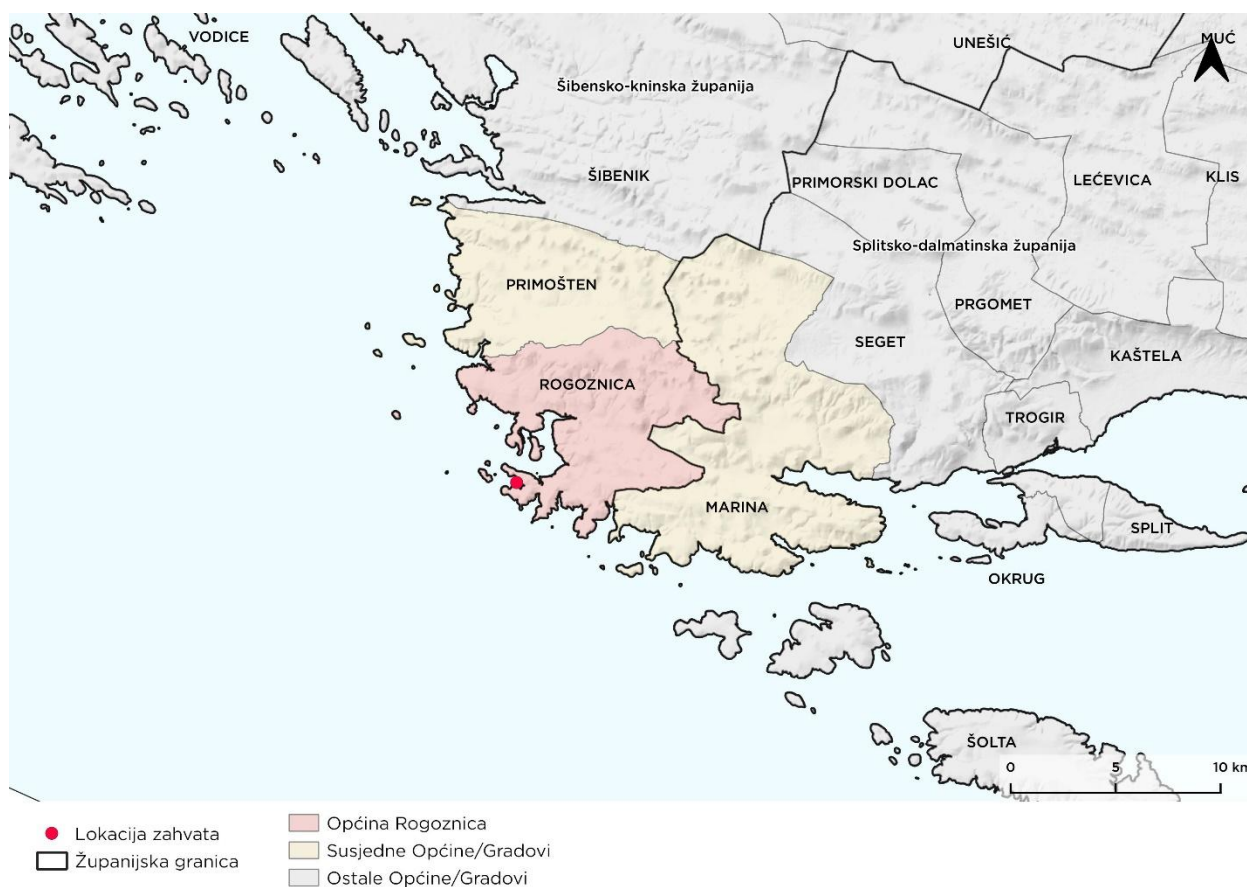 VODICE
UNEŠIĆ
MUĆ
Šibensko-kninska županija
ŠIBENIK
PRIMORSKI DOLAC
LEĆEVICA
KLIS
Splitsko-dalmatinska županija
PRIMOŠTEN
PRGOMET
SEGET
KAŠTELA
ROGOZNICA
TROGIR
MARINA
SPLIT
OKRUG
ŠOLTA
0 5 10 km
Lokacija zahvata
Županijska granica
Općina Rogoznica
Susjedne Općine/Gradovi
Ostale Općine/Gradovi